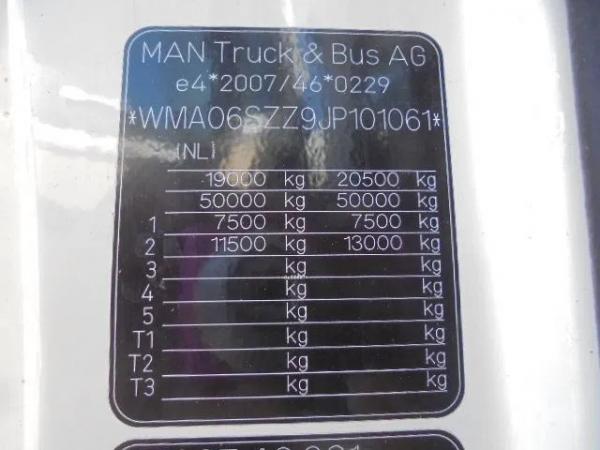 MAN Truck & Bus AG
e4*2007/46*0229
*WMA06SZZ9JP101061*
(NL)
19000 kg 20500 kg
50000 kg 50000 kg
1 7500 kg 7500 kg
2 11500 kg 13000 kg
3 kg kg
4 kg kg
5 kg kg
T1 kg kg
T2 kg kg
T3 kg kg